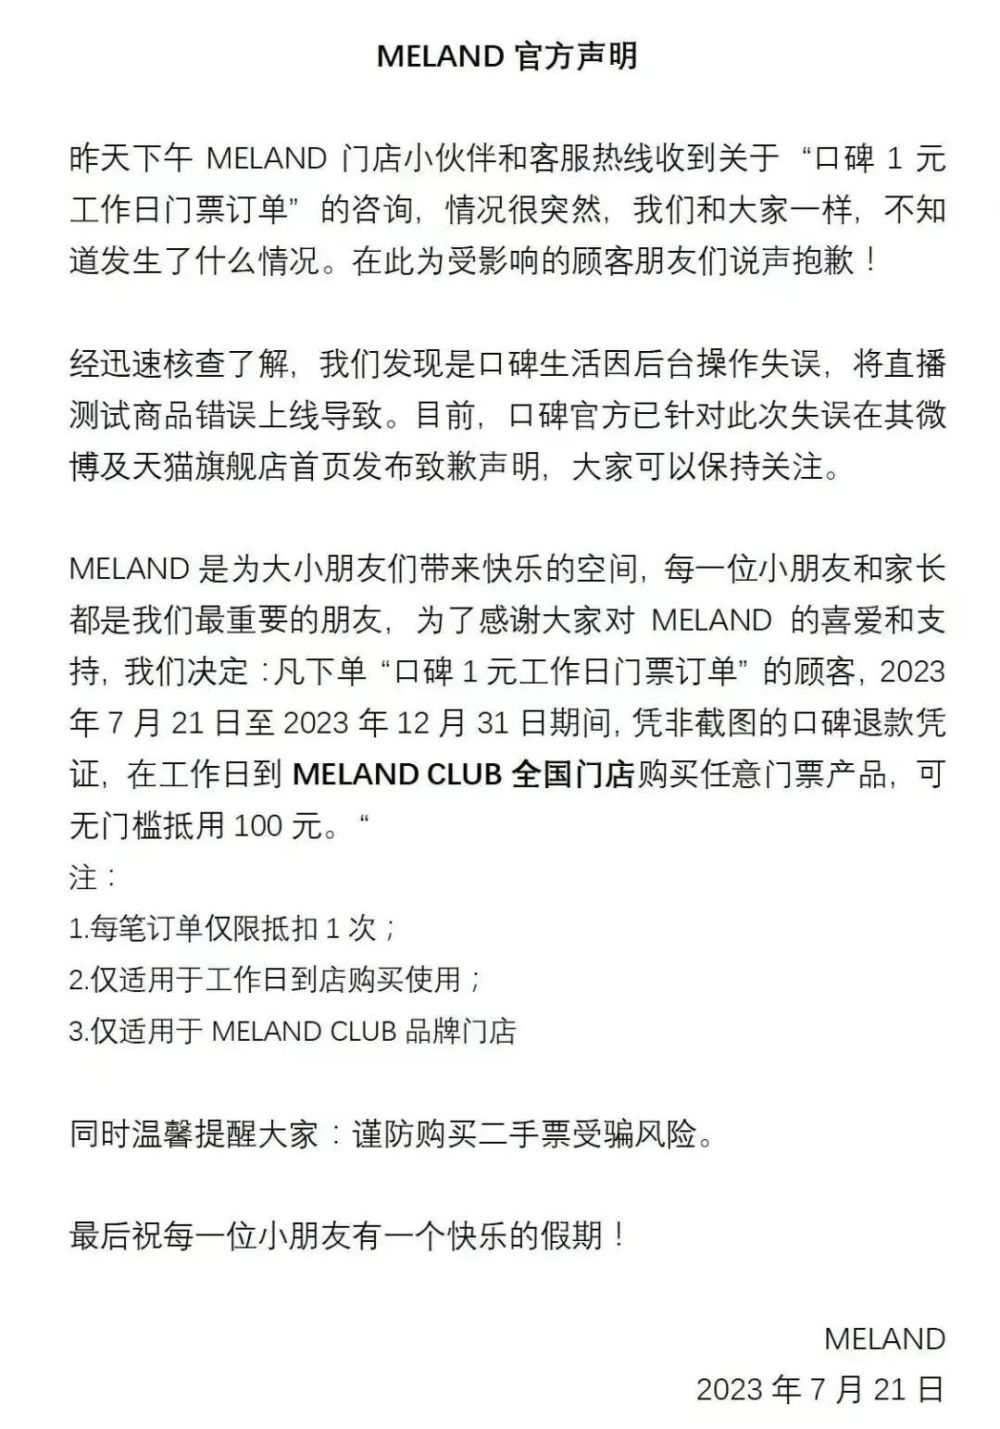 MELAND 官方声明
昨天下午 MELAND 门店小伙伴和客服热线收到关于 “口碑 1 元
工作日门票订单” 的咨询，情况很突然，我们和大家一样，不知
道发生了什么情况。在此为受影响的顾客朋友们说声抱歉！
经迅速核查了解，我们发现是口碑生活因后台操作失误，将直播
测试商品错误上线导致。目前，口碑官方已针对此次失误在其微
博及天猫旗舰店首页发布致歉声明，大家可以保持关注。
MELAND 是为大小朋友们带来快乐的空间，每一位小朋友和家长
都是我们最重要的朋友，为了感谢大家对 MELAND 的喜爱和支
持，我们决定：凡下单 “口碑 1 元工作日门票订单” 的顾客，2023
年 7 月 21 日至 2023 年 12 月 31 日期间，凭非截图的口碑退款凭
证，在工作日到 MELAND CLUB 全国门店购买任意门票产品，可
无门槛抵用 100 元。“
注：
1.每笔订单仅限抵扣 1 次；
2.仅适用于工作日到店购买使用；
3.仅适用于 MELAND CLUB 品牌门店
同时温馨提醒大家：谨防购买二手票受骗风险。
最后祝每一位小朋友有一个快乐的假期！
MELAND
2023 年 7 月 21 日